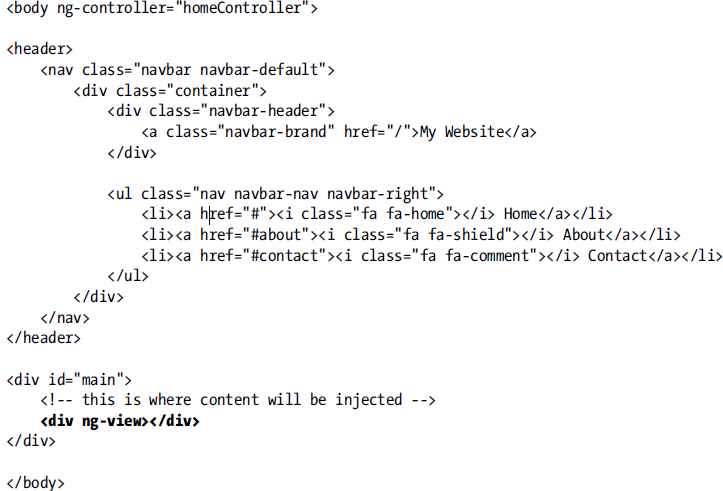 <body ng-controller="homeController">
<header>
<nav class="navbar navbar-default">
<div class="container">
<div class="navbar-header">
<a class="navbar-brand" href="/">My Website</a>
</div>
<ul class="nav navbar-nav navbar-right">
<li><a href="#"><i class="fa fa-home"></i> Home</a></li>
<li><a href="#about"><i class="fa fa-shield"></i> About</a></li>
<li><a href="#contact"><i class="fa fa-comment"></i> Contact</a></li>
</ul>
</div>
</nav>
</header>
<div id="main">
<!-- this is where content will be injected -->
<div ng-view></div>
</div>
</body>